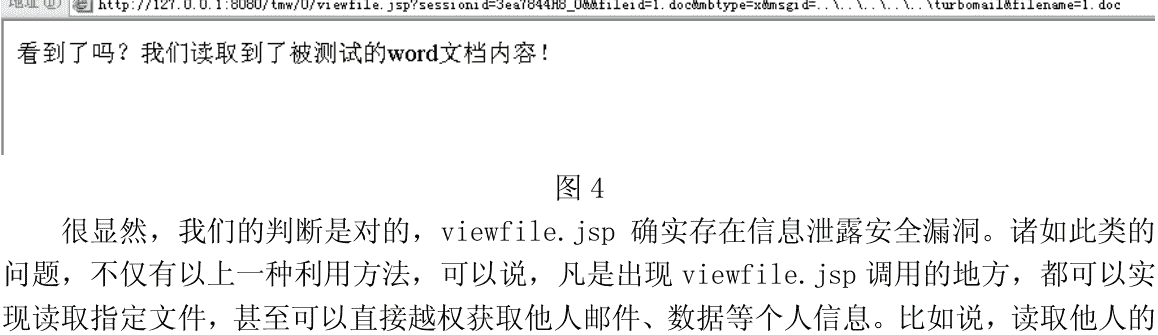 地址(D) http://127.0.0.1:8080/tmw/0/viewfile.jsp?sessionid=3ea7844H8_0&&fileid=1.doc&mbtype=x&msgid=..\..\..\..\..\turbomail&filename=1.doc
看到了吗？我们读取到了被测试的word文档内容！
图 4
很显然，我们的判断是对的，viewfile.jsp 确实存在信息泄露安全漏洞。诸如此类的
问题，不仅有以上一种利用方法，可以说，凡是出现 viewfile.jsp 调用的地方，都可以实
现读取指定文件，甚至可以直接越权获取他人邮件、数据等个人信息。比如说，读取他人的